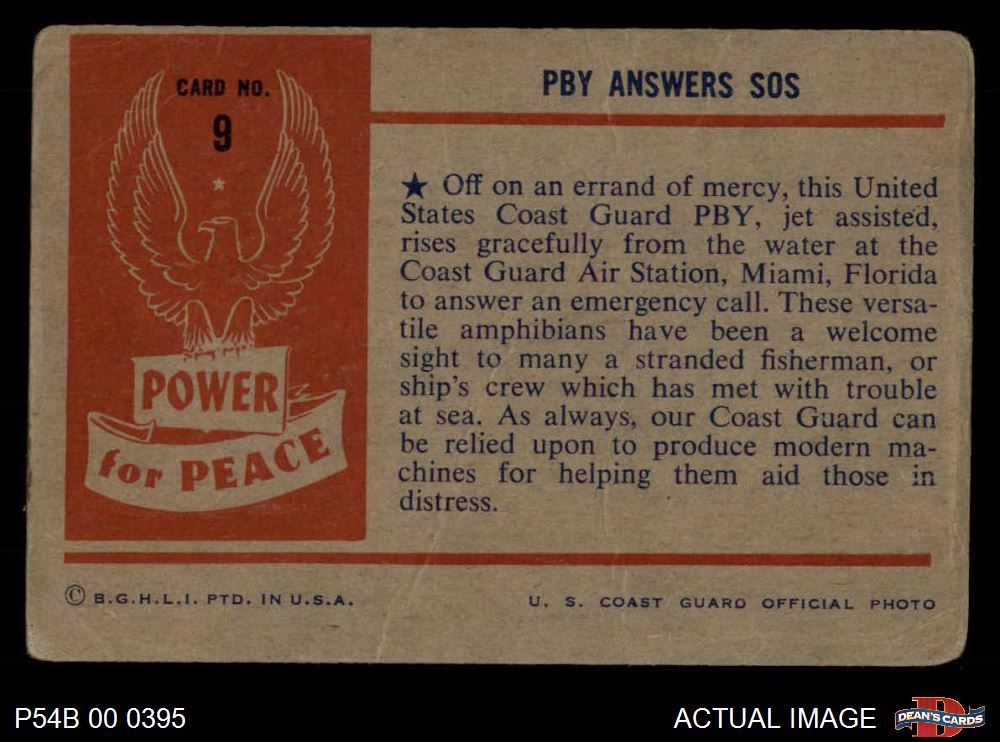 CARD NO.
9
POWER
for PEACE
PBY ANSWERS SOS
★ Off on an errand of mercy, this United
States Coast Guard PBY, jet assisted,
rises gracefully from the water at the
Coast Guard Air Station, Miami, Florida
to answer an emergency call. These versa-
tile amphibians have been a welcome
sight to many a stranded fisherman, or
ship's crew which has met with trouble
at sea. As always, our Coast Guard can
be relied upon to produce modern ma-
chines for helping them aid those in
distress.
© B.G.H.L.I. PTD. IN U.S.A.
U. S. COAST GUARD OFFICIAL PHOTO
P54B 00 0395
ACTUAL IMAGE
DEAN'S CARDS